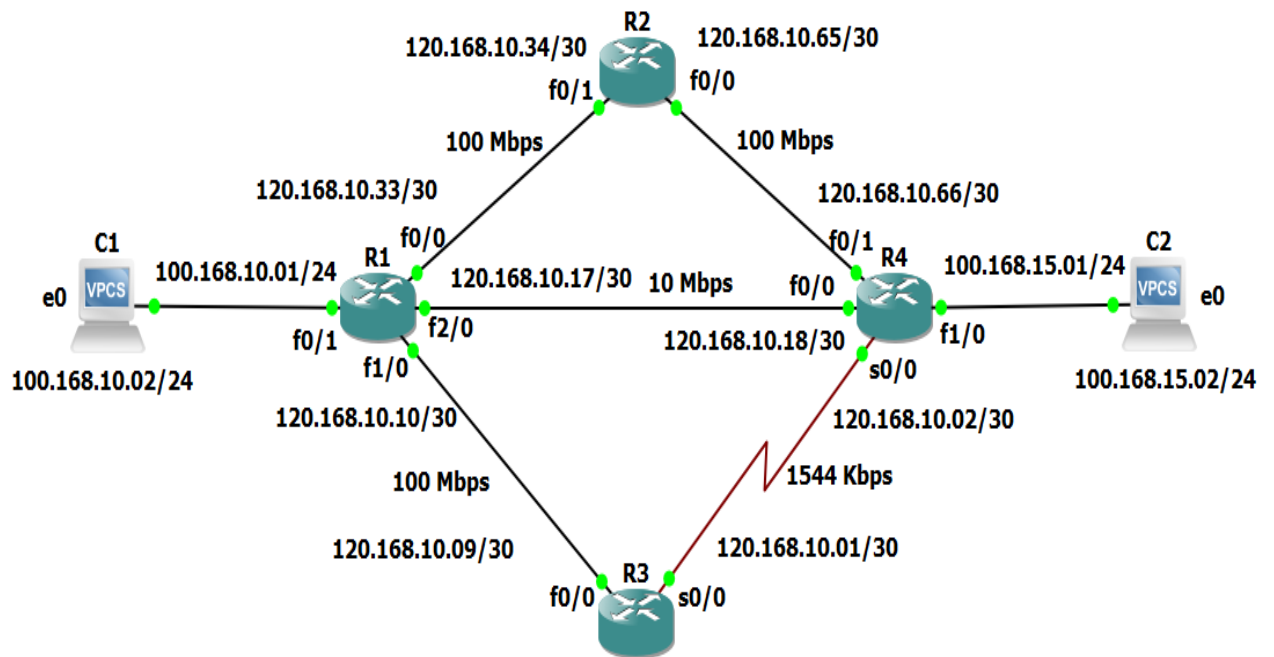 R2
120.168.10.34/30
120.168.10.65/30
f0/1
f0/0
100 Mbps
100 Mbps
120.168.10.33/30
120.168.10.66/30
C1
f0/0
f0/1
C2
100.168.10.01/24
R1
120.168.10.17/30
10 Mbps
f0/0
R4
100.168.15.01/24
VPCS
e0
VPCS
e0
f0/1
f2/0
f1/0
120.168.10.18/30
f1/0
s0/0
100.168.10.02/24
100.168.15.02/24
120.168.10.10/30
120.168.10.02/30
100 Mbps
1544 Kbps
120.168.10.09/30
120.168.10.01/30
R3
f0/0
s0/0